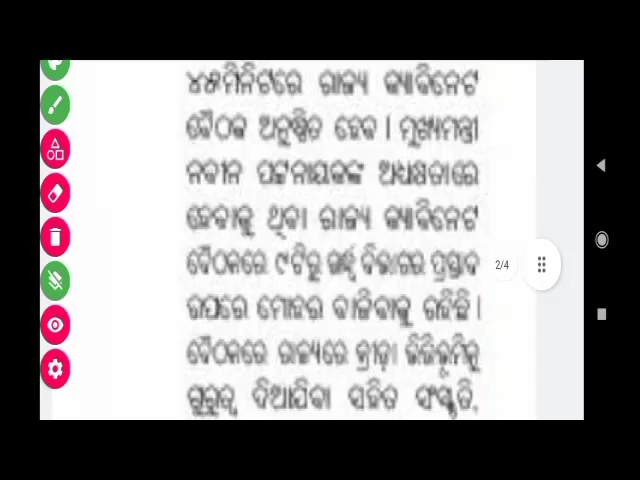 ୪୫ମିନିଟରେ ରାଜ୍ୟ କ୍ୟାବିନେଟ
ବୈଠକ ଅନୁଷ୍ଠିତ ହେବ । ମୁଖ୍ୟମନ୍ତ୍ରୀ
ନବୀନ ପଟ୍ଟନାୟକଙ୍କ ଅଧ୍ୟକ୍ଷତାରେ
ହେବାକୁ ଥିବା ରାଜ୍ୟ କ୍ୟାବିନେଟ
ବୈଠକରେ ୯ଟିରୁ ଊର୍ଦ୍ଧ୍ୱ ବିଭାଗର ପ୍ରସ୍ତାବ
ଉପରେ ମୋହର ବାଜିବାକୁ ରହିଛି ।
ବୈଠକରେ ରାଜ୍ୟରେ କ୍ରୀଡ଼ା ଭିତ୍ତିଭୂମିକୁ
ଗୁରୁତ୍ୱ ଦିଆଯିବା ସହିତ ସଂସ୍କୃତି,
2/4